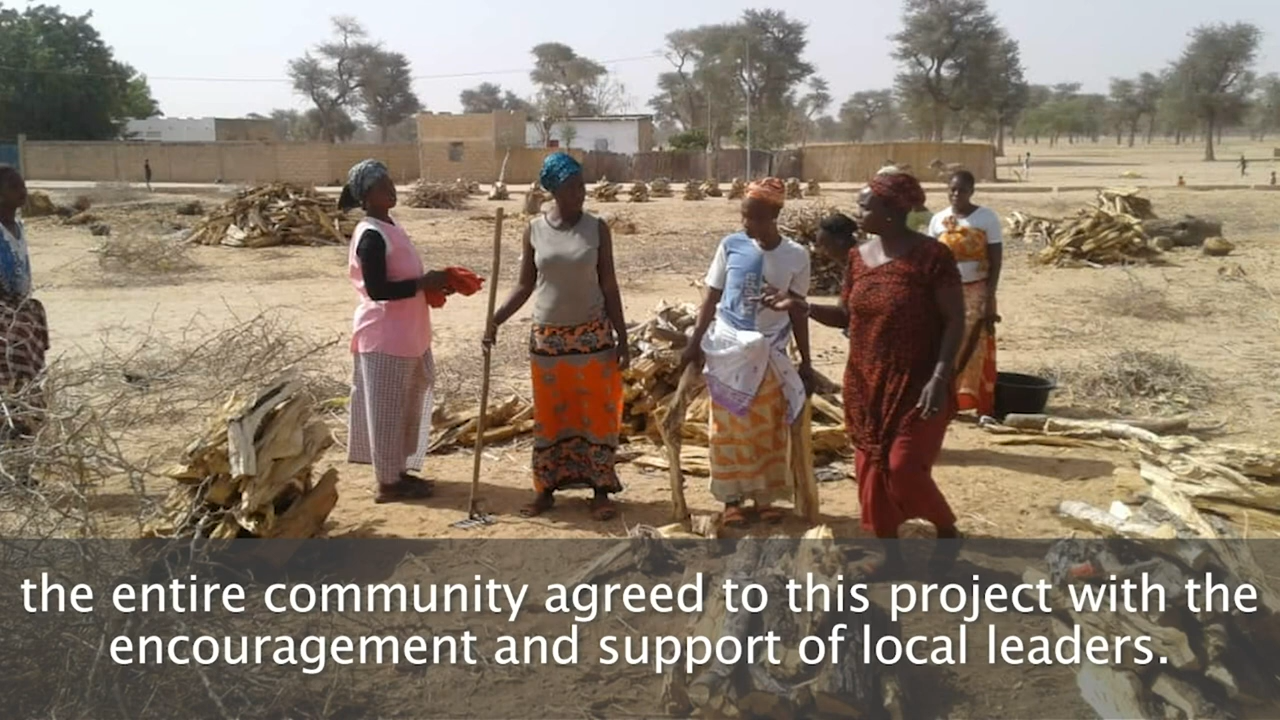 the entire community agreed to this project with the
encouragement and support of local leaders.